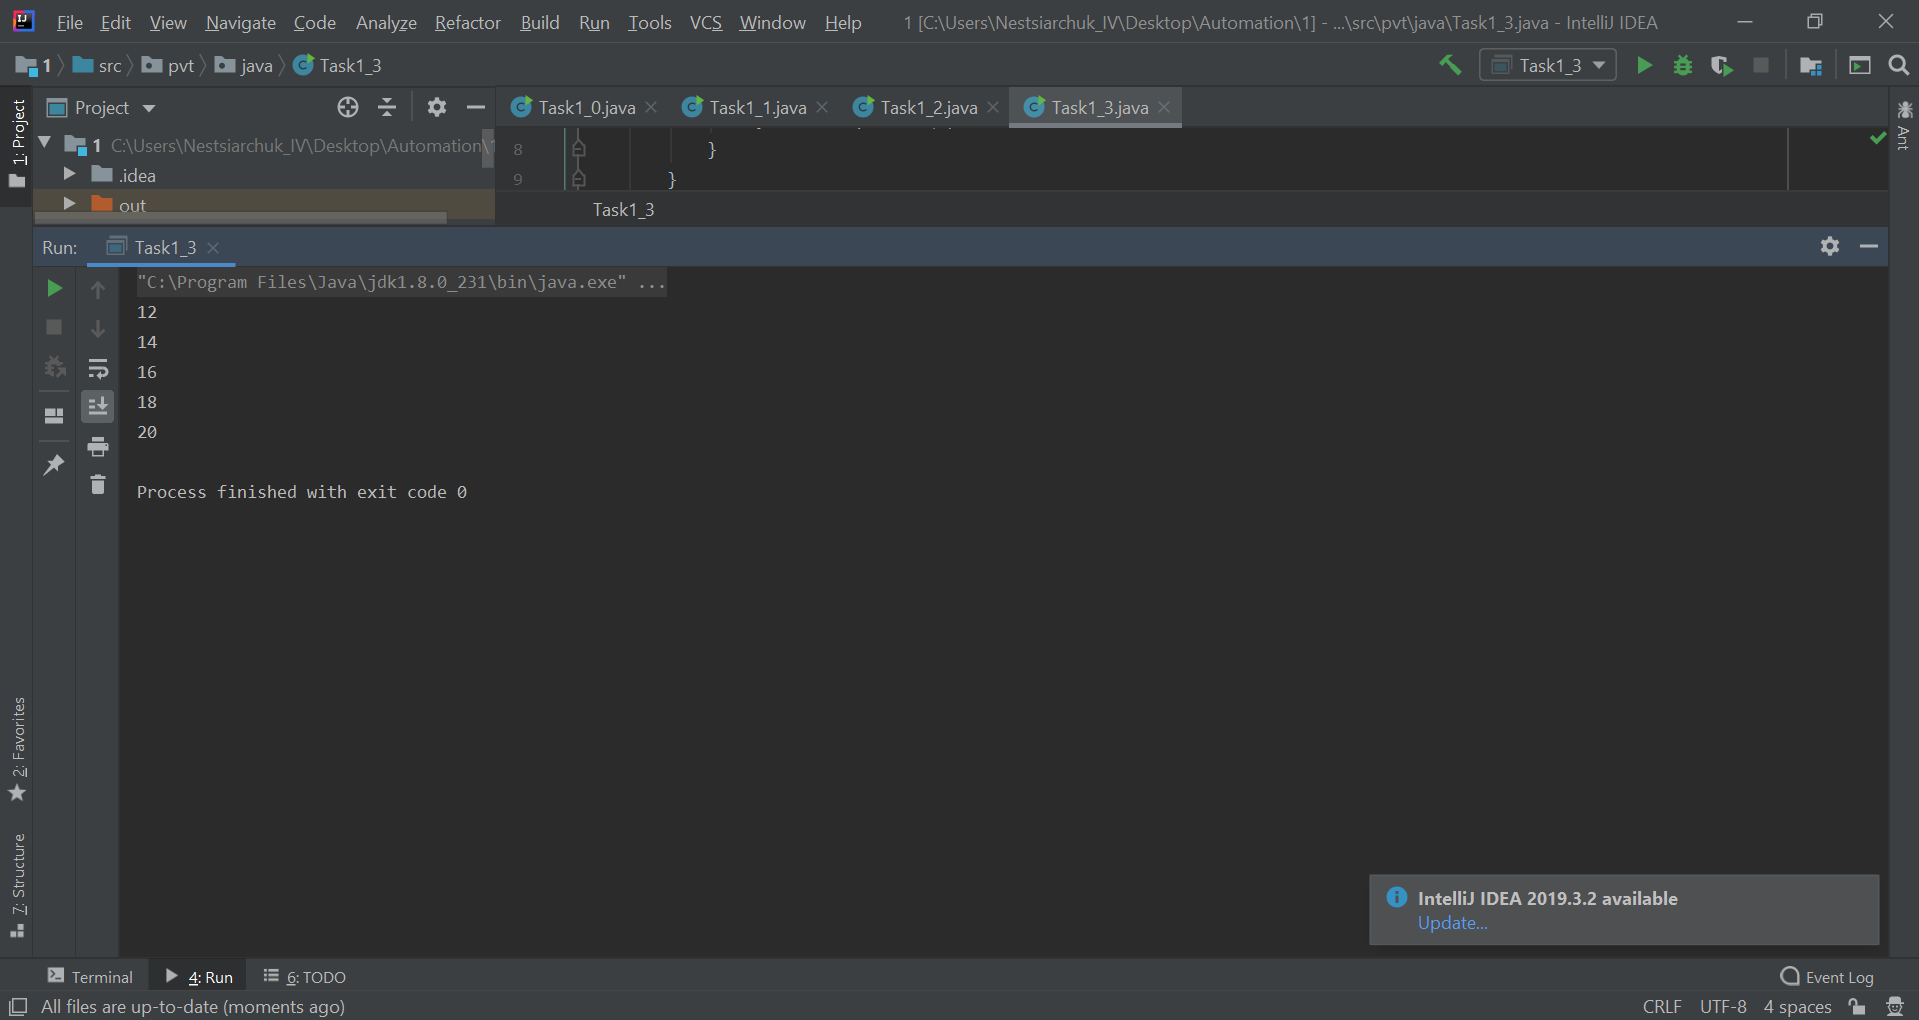 File Edit View Navigate Code Analyze Refactor Build Run Tools VCS Window Help 1 [C:\Users\Nestsiarchuk_IV\Desktop\Automation\1] - ...\src\pvt\java\Task1_3.java - IntelliJ IDEA
1 src pvt java Task1_3 Task1_3
1: Project
Project
Task1_0.java Task1_1.java Task1_2.java Task1_3.java
Ant
1 C:\Users\Nestsiarchuk_IV\Desktop\Automation\1
.idea
out
8 }
9 }
Task1_3
Run: Task1_3
"C:\Program Files\Java\jdk1.8.0_231\bin\java.exe" ...
12
14
16
18
20
Process finished with exit code 0
2: Favorites
7: Structure
IntelliJ IDEA 2019.3.2 available
Update...
Terminal 4: Run 6: TODO Event Log
All files are up-to-date (moments ago) CRLF UTF-8 4 spaces